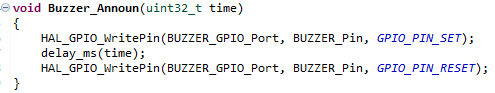 void Buzzer_Announ(uint32_t time)
{
    HAL_GPIO_WritePin(BUZZER_GPIO_Port, BUZZER_Pin, GPIO_PIN_SET);
    delay_ms(time);
    HAL_GPIO_WritePin(BUZZER_GPIO_Port, BUZZER_Pin, GPIO_PIN_RESET);
}